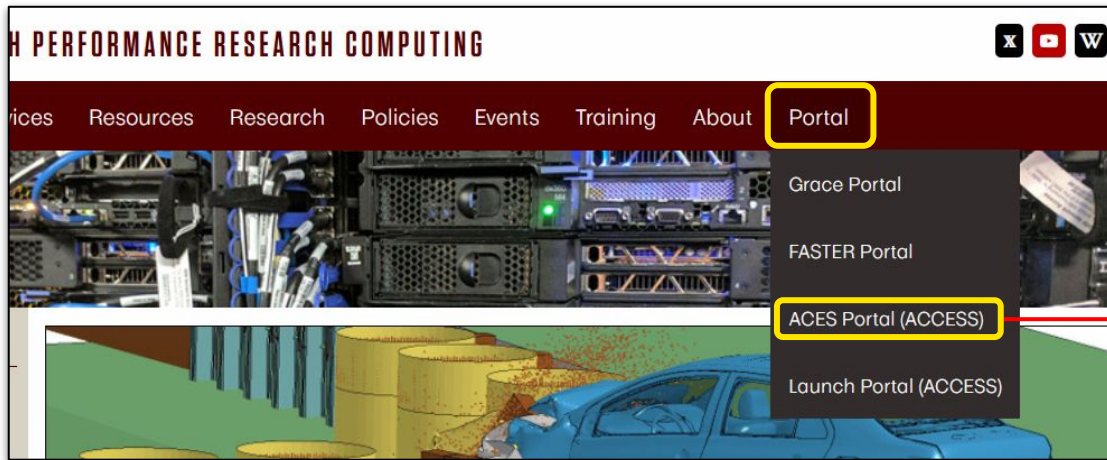 H PERFORMANCE RESEARCH COMPUTING
X W
vices Resources Research Policies Events Training About Portal
Grace Portal
FASTER Portal
ACES Portal (ACCESS)
Launch Portal (ACCESS)